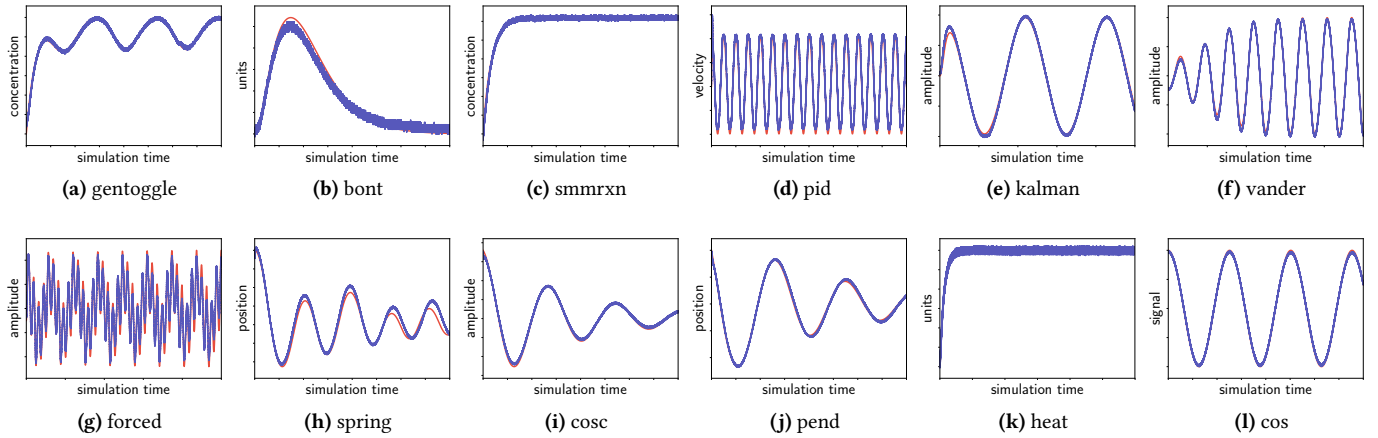 concentration
simulation time
(a) gentoggle
units
simulation time
(b) bont
concentration
simulation time
(c) smmrxn
velocity
simulation time
(d) pid
amplitude
simulation time
(e) kalman
amplitude
simulation time
(f) vander
amplitude
simulation time
(g) forced
position
simulation time
(h) spring
amplitude
simulation time
(i) cosc
position
simulation time
(j) pend
units
simulation time
(k) heat
signal
simulation time
(l) cos